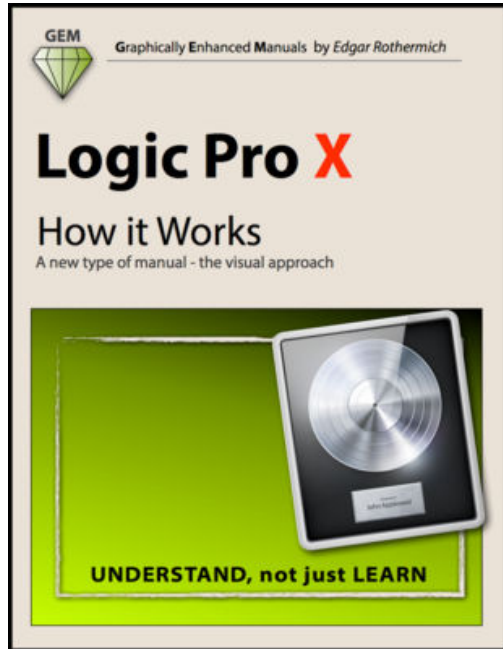 GEM
Graphically Enhanced Manuals by Edgar Rothermich
Logic Pro X
How it Works
A new type of manual - the visual approach
UNDERSTAND, not just LEARN